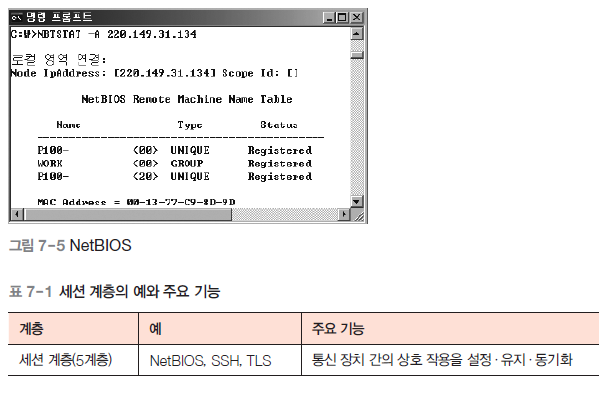 명령 프롬프트
C:\>NBTSTAT -A 220.149.31.134
로컬 영역 연결:
Node IpAddress: [220.149.31.134] Scope Id: []
NetBIOS Remote Machine Name Table
Name Type Status
---------------------------------------------
P100- <00> UNIQUE Registered
WORK <00> GROUP Registered
P100- <20> UNIQUE Registered
MAC Address = 00-13-77-C9-8D-9D
그림 7-5 NetBIOS
표 7-1 세션 계층의 예와 주요 기능
계층 예 주요 기능
세션 계층(5계층) NetBIOS, SSH, TLS 통신 장치 간의 상호 작용을 설정·유지·동기화